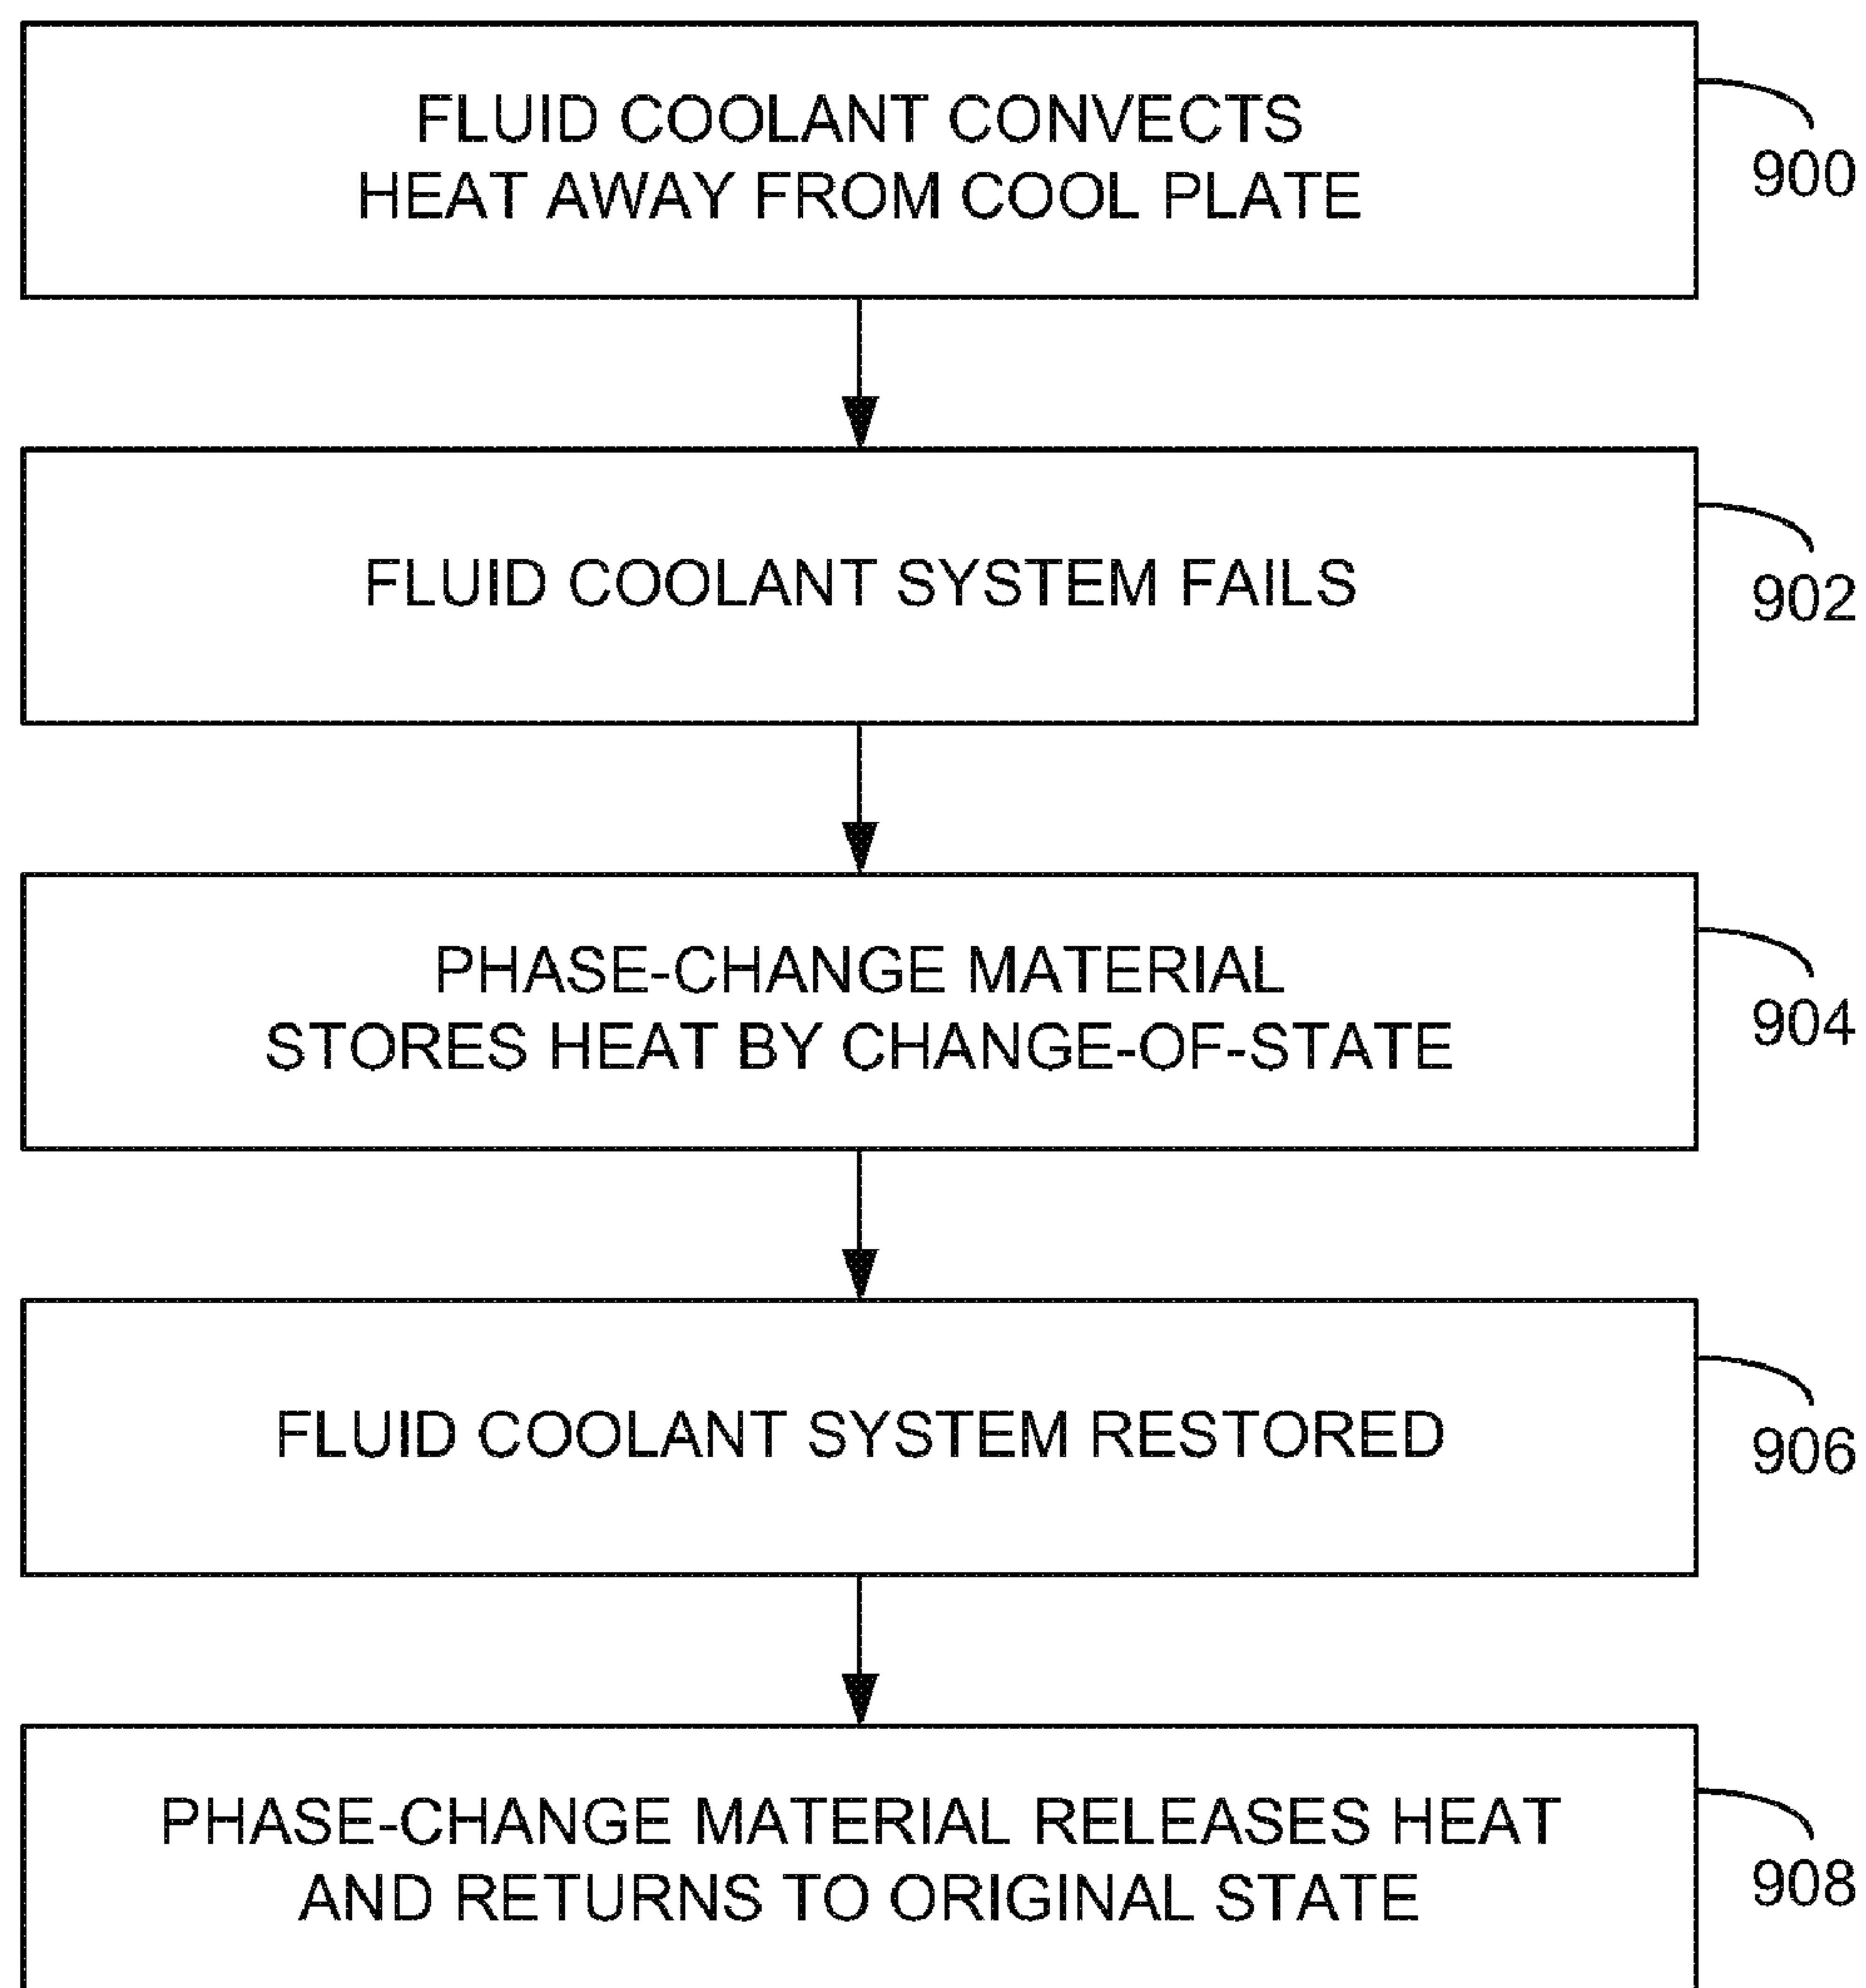 FLUID COOLANT CONVECTS
HEAT AWAY FROM COOL PLATE
900
FLUID COOLANT SYSTEM FAILS
902
PHASE-CHANGE MATERIAL
STORES HEAT BY CHANGE-OF-STATE
904
FLUID COOLANT SYSTEM RESTORED
906
PHASE-CHANGE MATERIAL RELEASES HEAT
AND RETURNS TO ORIGINAL STATE
908